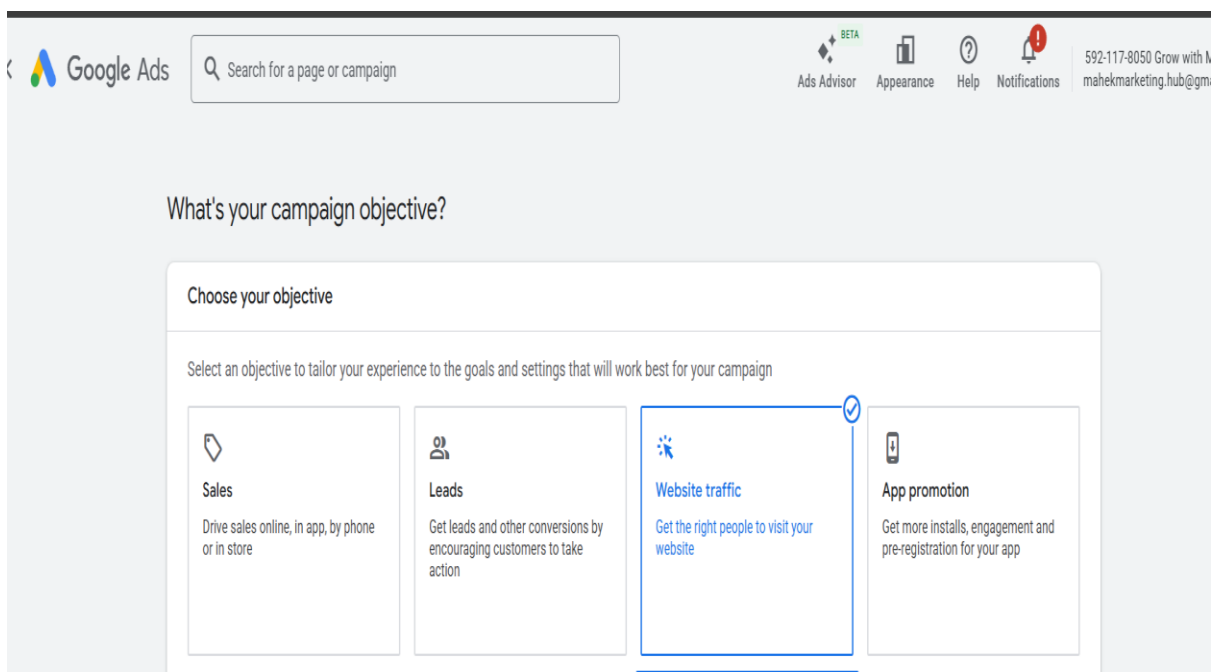 Google Ads
Search for a page or campaign
BETA
Ads Advisor
Appearance
Help
Notifications
592-117-8050 Grow with
mahekmarketing.hub@gm
What's your campaign objective?
Choose your objective
Select an objective to tailor your experience to the goals and settings that will work best for your campaign
Sales
Drive sales online, in app, by phone
or in store
Leads
Get leads and other conversions by
encouraging customers to take
action
Website traffic
Get the right people to visit your
website
App promotion
Get more installs, engagement and
pre-registration for your app